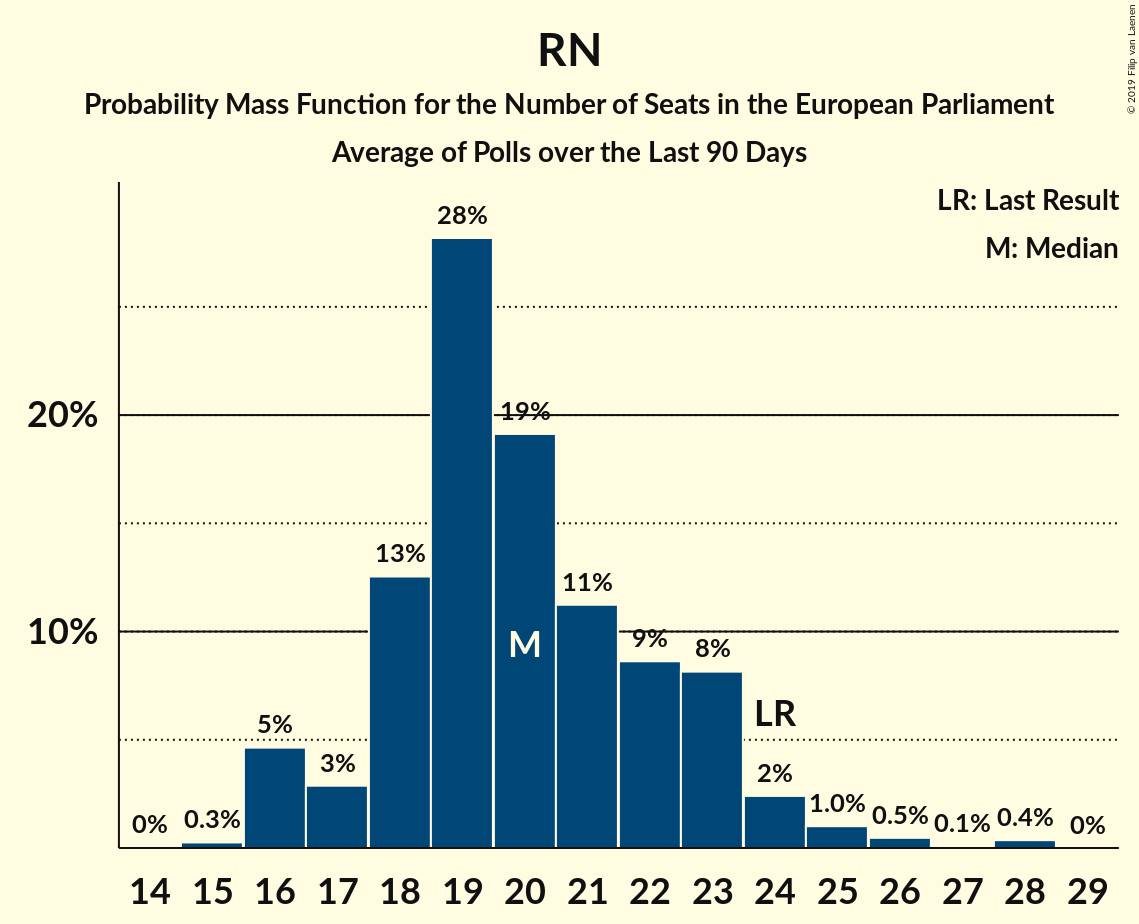 RN
Probability Mass Function for the Number of Seats in the European Parliament
Average of Polls over the Last 90 Days
© 2019 Filip van Laenen
LR: Last Result
M: Median
28%
20%
19%
13%
11%
10%
9%
8%
M
LR
5%
3%
2%
0% 0.3% 1.0% 0.5% 0.1% 0.4% 0%
14 15 16 17 18 19 20 21 22 23 24 25 26 27 28 29